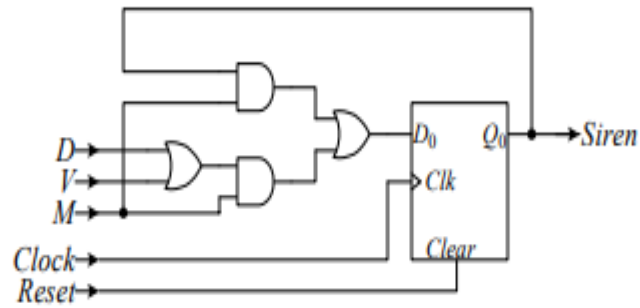 D
V
M
Clock
Reset
D₀ Q₀
Clk
Clear
Siren